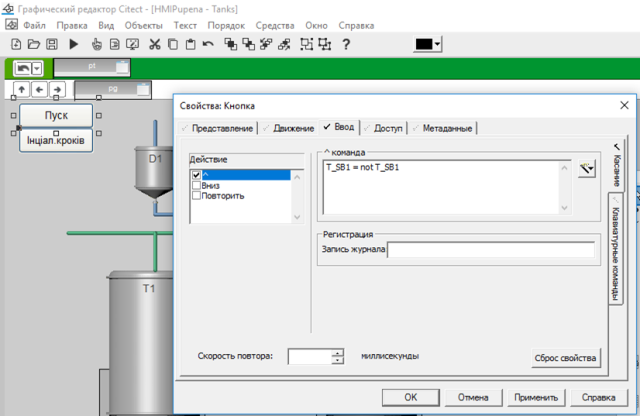 Графический редактор Citect - [HMIPupena - Tanks]
Файл Правка Вид Объекты Текст Порядок Средства Окно Справка
pt
pg
Пуск
Інціал.кроків
D1
T1
Свойства: Кнопка
Представление Движение Ввод Доступ Метаданные
Действие
^
Вниз
Повторить
^ команда
T_SB1 = not T_SB1
Регистрация
Запись журнала
Скорость повтора: миллисекунды
Сброс свойства
Касание
Клавиатурные команды
OK Отмена Применить Справка